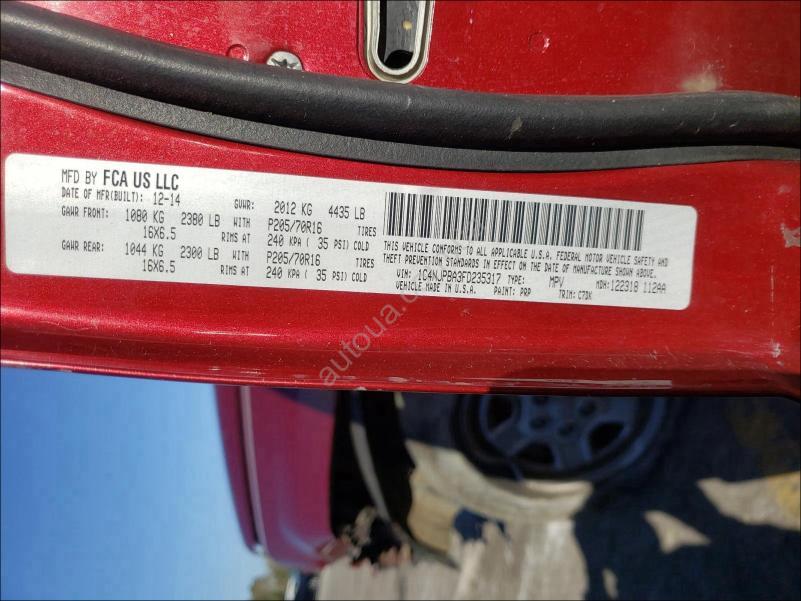 MFD BY FCA US LLC
DATE OF MFR(BUILT): 12-14 GVWR: 2012 KG 4435 LB
GAWR FRONT: 1080 KG 2380 LB WITH P205/70R16 TIRES
16X6.5 RIMS AT 240 KPA ( 35 PSI) COLD
GAWR REAR: 1044 KG 2300 LB WITH P205/70R16 TIRES
16X6.5 RIMS AT 240 KPA ( 35 PSI) COLD
THIS VEHICLE CONFORMS TO ALL APPLICABLE U.S.A. FEDERAL MOTOR VEHICLE SAFETY AND
THEFT PREVENTION STANDARDS IN EFFECT ON THE DATE OF MANUFACTURE SHOWN ABOVE.
VIN: 1C4NJPBA3FD235317 TYPE: MPV MDH: 122318 112AA
VEHICLE MADE IN U.S.A. PAINT: PRP TRIM: C7DX